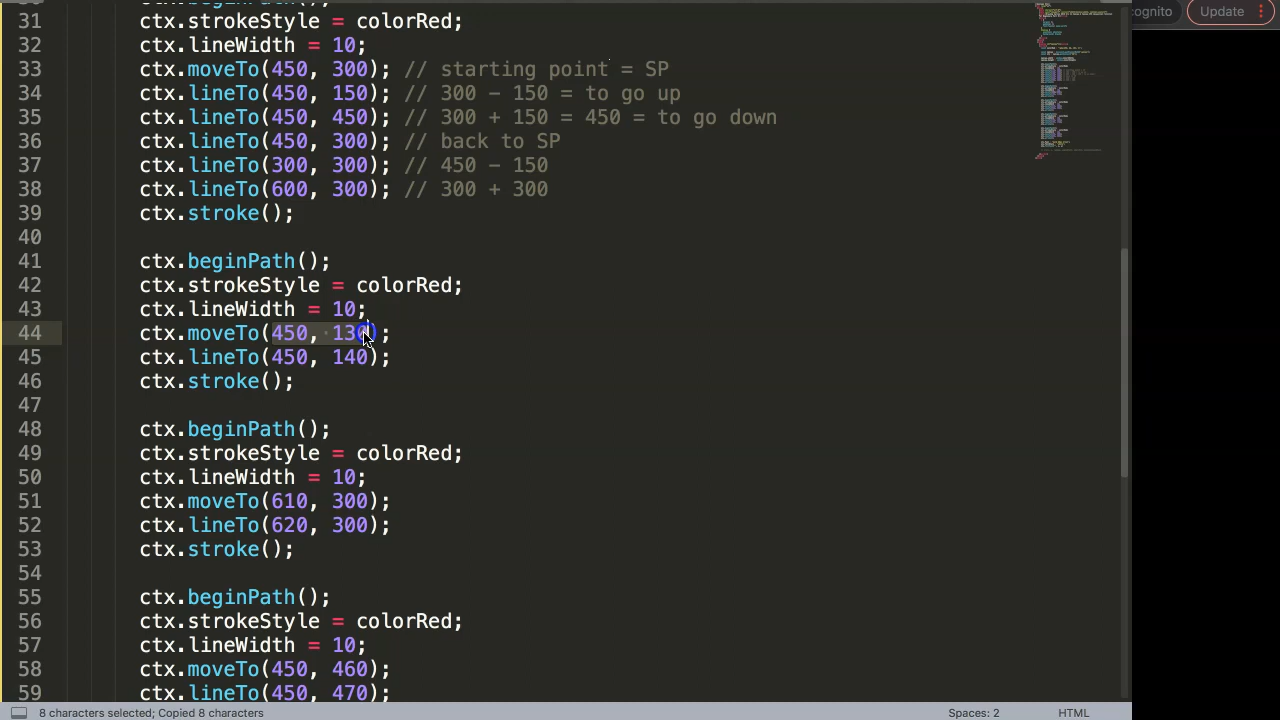 cognito
Update
31 ctx.strokeStyle = colorRed;
32 ctx.lineWidth = 10;
33 ctx.moveTo(450, 300); // starting point = SP
34 ctx.lineTo(450, 150); // 300 − 150 = to go up
35 ctx.lineTo(450, 450); // 300 + 150 = 450 = to go down
36 ctx.lineTo(450, 300); // back to SP
37 ctx.lineTo(300, 300); // 450 − 150
38 ctx.lineTo(600, 300); // 300 + 300
39 ctx.stroke();
40
41 ctx.beginPath();
42 ctx.strokeStyle = colorRed;
43 ctx.lineWidth = 10;
44 ctx.moveTo(450, 130);
45 ctx.lineTo(450, 140);
46 ctx.stroke();
47
48 ctx.beginPath();
49 ctx.strokeStyle = colorRed;
50 ctx.lineWidth = 10;
51 ctx.moveTo(610, 300);
52 ctx.lineTo(620, 300);
53 ctx.stroke();
54
55 ctx.beginPath();
56 ctx.strokeStyle = colorRed;
57 ctx.lineWidth = 10;
58 ctx.moveTo(450, 460);
59 ctx.lineTo(450, 470);
8 characters selected; Copied 8 characters
Spaces: 2
HTML